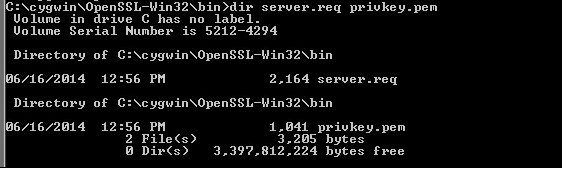 C:\cygwin\OpenSSL-Win32\bin>dir server.req privkey.pem
 Volume in drive C has no label.
 Volume Serial Number is 5212-4294

 Directory of C:\cygwin\OpenSSL-Win32\bin

06/16/2014  12:56 PM             2,164 server.req

 Directory of C:\cygwin\OpenSSL-Win32\bin

06/16/2014  12:56 PM             1,041 privkey.pem
               2 File(s)          3,205 bytes
               0 Dir(s)   3,397,812,224 bytes free